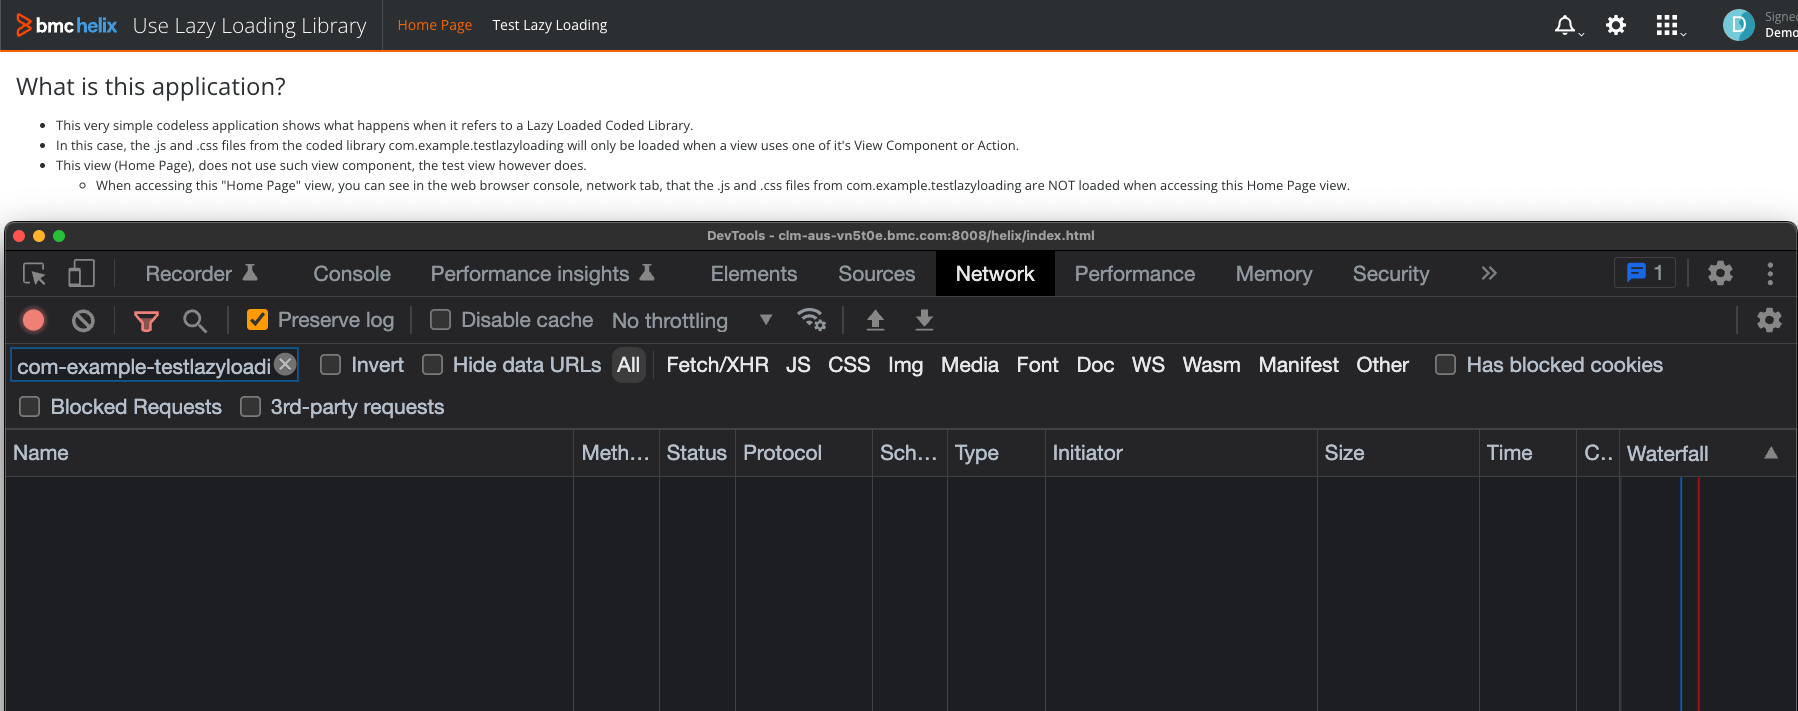 bmc helix Use Lazy Loading Library Home Page Test Lazy Loading D Signed
Demo
What is this application?
• This very simple codeless application shows what happens when it refers to a Lazy Loaded Coded Library.
• In this case, the .js and .css files from the coded library com.example.testlazyloading will only be loaded when a view uses one of it's View Component or Action.
• This view (Home Page), does not use such view component, the test view however does.
◦ When accessing this "Home Page" view, you can see in the web browser console, network tab, that the .js and .css files from com.example.testlazyloading are NOT loaded when accessing this Home Page view.
DevTools - clm-aus-vn5t0e.bmc.com:8008/helix/index.html
Recorder Console Performance insights Elements Sources Network Performance Memory Security » 1
Preserve log Disable cache No throttling
com-example-testlazyloadi Invert Hide data URLs All Fetch/XHR JS CSS Img Media Font Doc WS Wasm Manifest Other Has blocked cookies
Blocked Requests 3rd-party requests
Name Meth... Status Protocol Sch... Type Initiator Size Time C.. Waterfall